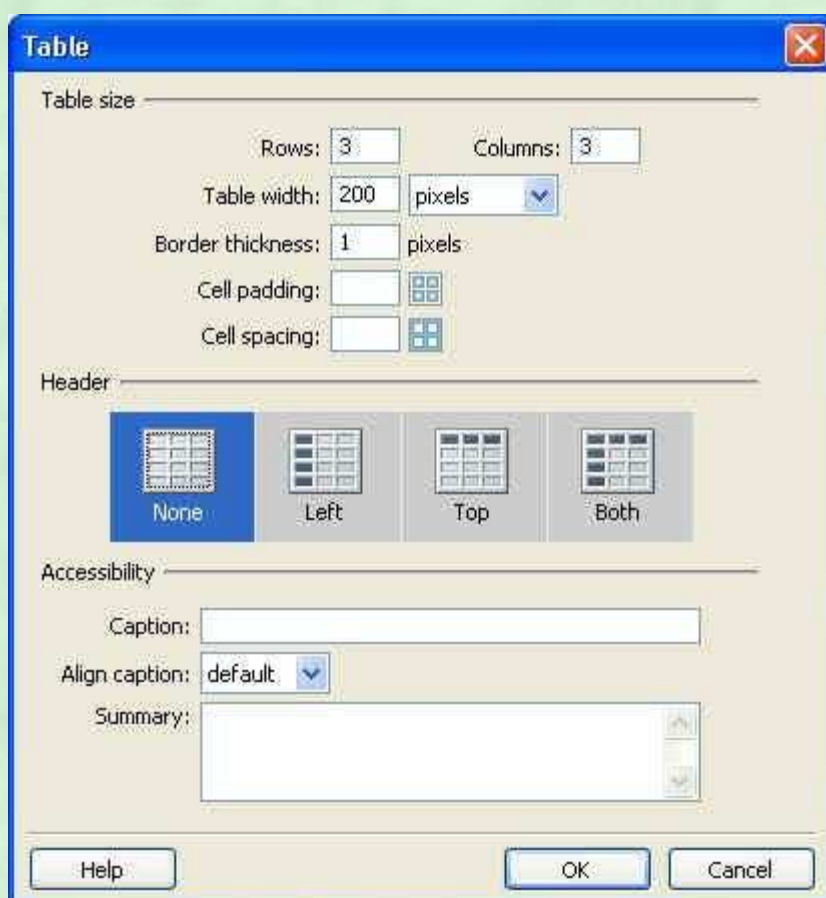 Table
Table size
Rows: 3 Columns: 3
Table width: 200 pixels
Border thickness: 1 pixels
Cell padding:
Cell spacing:
Header
None Left Top Both
Accessibility
Caption:
Align caption: default
Summary:
Help OK Cancel